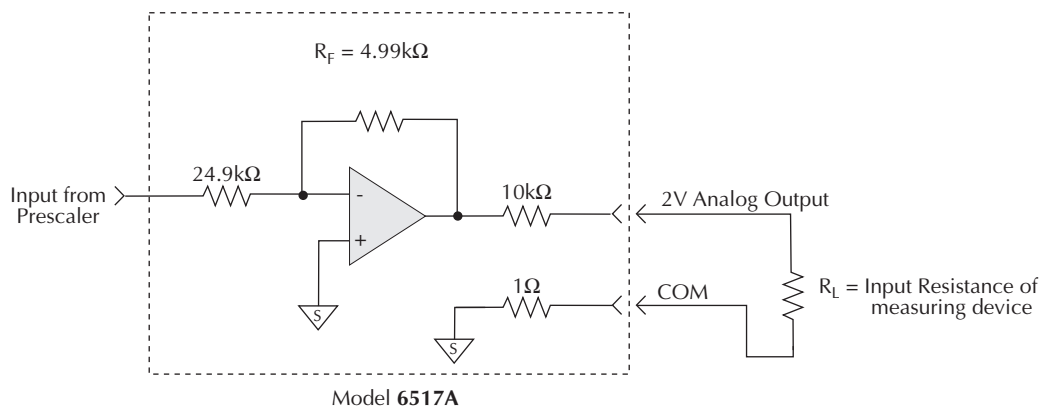 R_F = 4.99kΩ
24.9kΩ
Input from
Prescaler
-
+
S
10kΩ
2V Analog Output
1Ω
COM
S
R_L = Input Resistance of
measuring device
Model 6517A